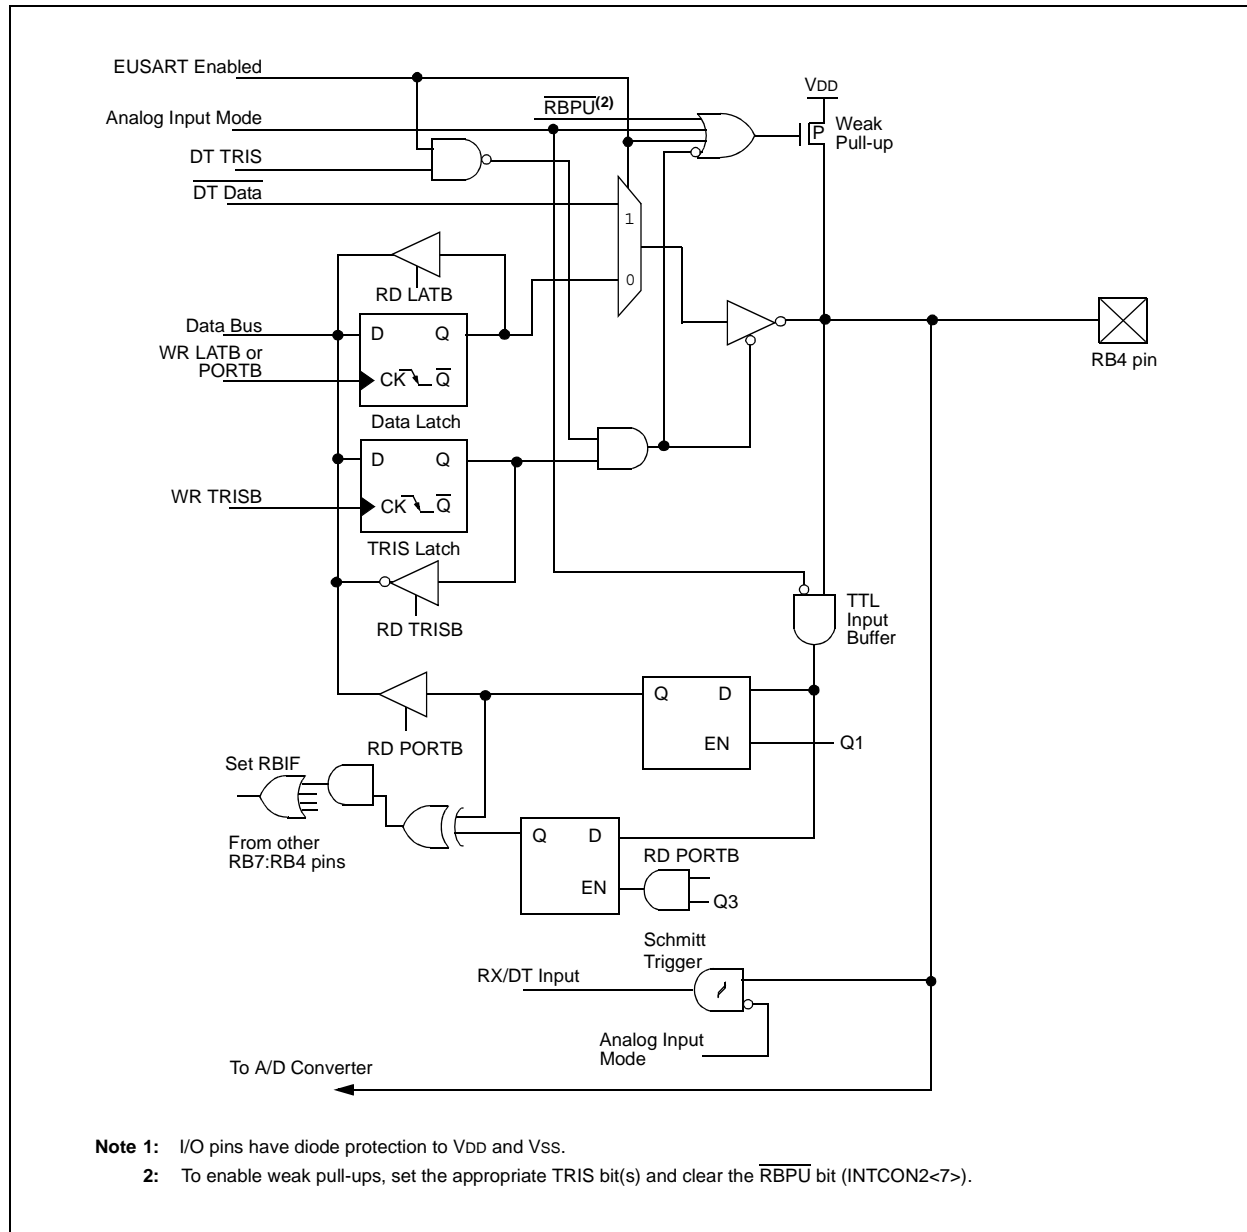 EUSART Enabled
Analog Input Mode
DT TRIS
DT Data
RBPU(2)
VDD
P
Weak
Pull-up
1
0
RD LATB
Data Bus
WR LATB or
PORTB
D Q
CK Q
Data Latch
RB4 pin
D Q
WR TRISB
CK Q
TRIS Latch
RD TRISB
TTL
Input
Buffer
Q D
EN
Q1
RD PORTB
Set RBIF
From other
RB7:RB4 pins
Q D
EN
RD PORTB
Q3
Schmitt
Trigger
RX/DT Input
Analog Input
Mode
To A/D Converter
Note 1: I/O pins have diode protection to VDD and VSS.
2: To enable weak pull-ups, set the appropriate TRIS bit(s) and clear the RBPU bit (INTCON2<7>).